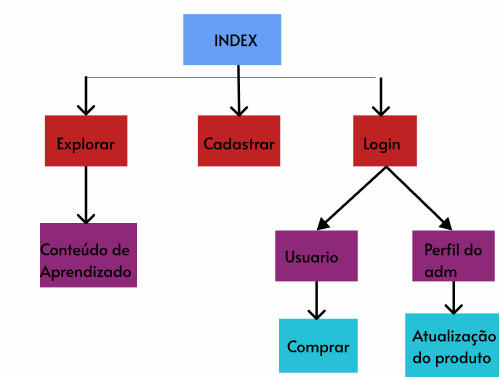 INDEX
Explorar
Cadastrar
Login
Conteúdo de
Aprendizado
Usuario
Perfil do
adm
Comprar
Atualização
do produto